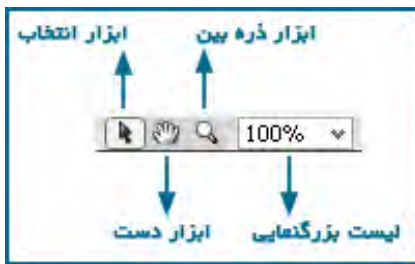 ابزار ذره بین
ابزار انتخاب
100%
لیست بزرگنمایی
ابزار دست